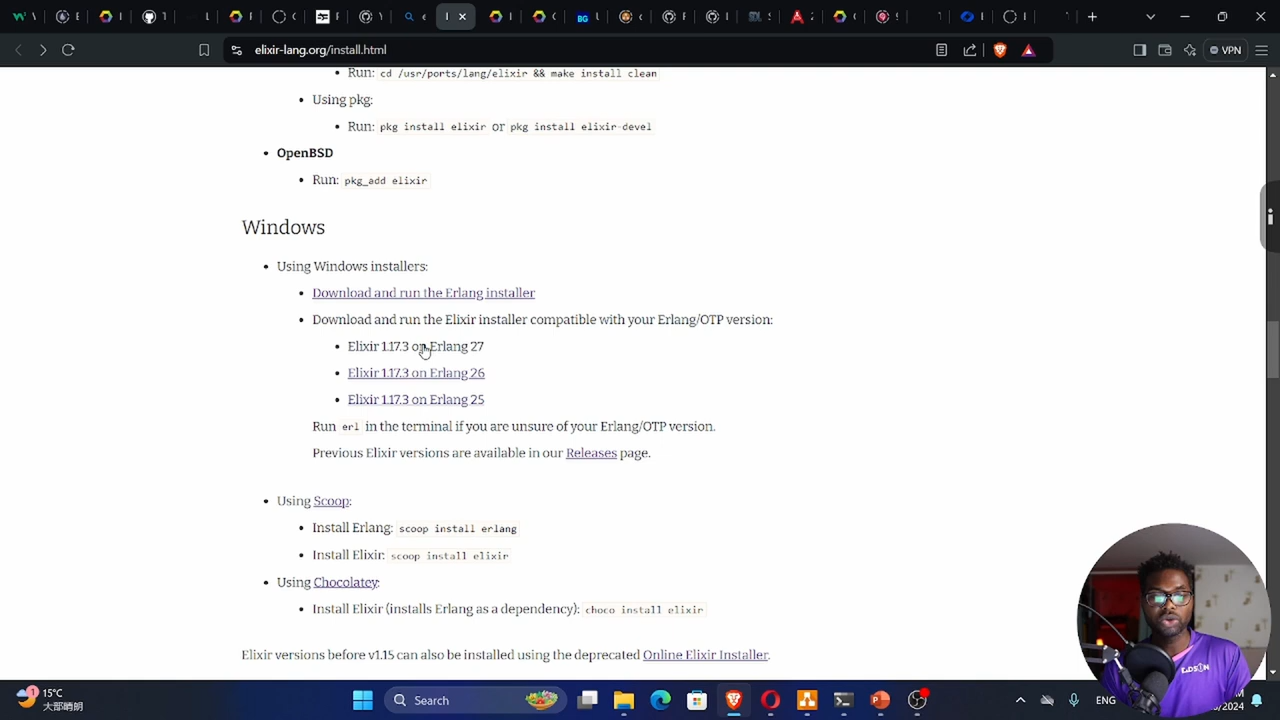 elixir-lang.org/install.html
VPN
Run: cd /usr/ports/lang/elixir && make install clean
Using pkg:
Run: pkg install elixir or pkg install elixir-devel
OpenBSD
Run: pkg_add elixir
Windows
Using Windows installers:
Download and run the Erlang installer
Download and run the Elixir installer compatible with your Erlang/OTP version:
Elixir 1.17.3 on Erlang 27
Elixir 1.17.3 on Erlang 26
Elixir 1.17.3 on Erlang 25
Run erl in the terminal if you are unsure of your Erlang/OTP version.
Previous Elixir versions are available in our Releases page.
Using Scoop:
Install Erlang: scoop install erlang
Install Elixir: scoop install elixir
Using Chocolatey:
Install Elixir (installs Erlang as a dependency): choco install elixir
Elixir versions before v1.15 can also be installed using the deprecated Online Elixir Installer.
1
15°C
大部晴朗
Search
ENG